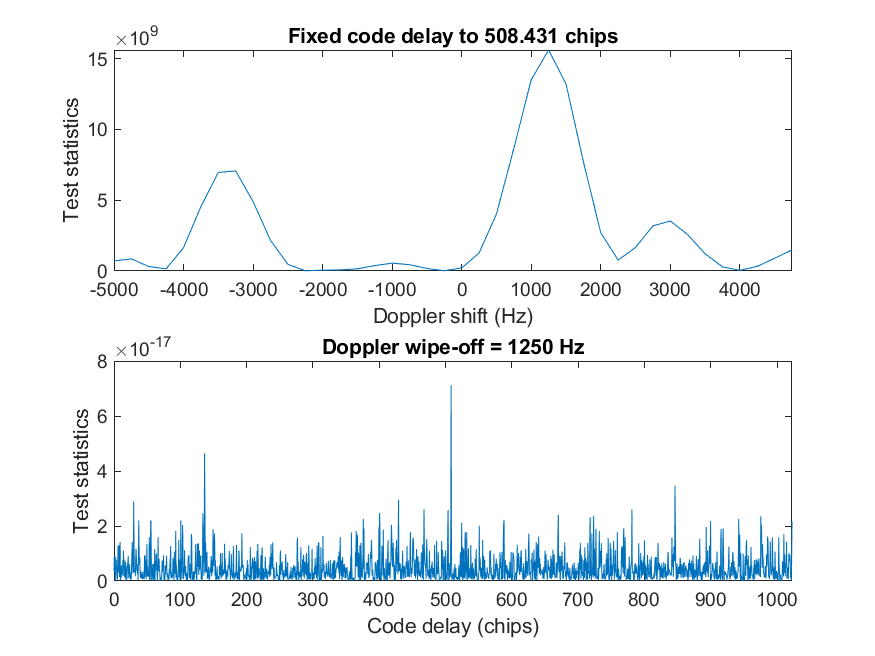 ×10^9
Fixed code delay to 508.431 chips
15
10
5
0
Test statistics
-5000 -4000 -3000 -2000 -1000 0 1000 2000 3000 4000
Doppler shift (Hz)
×10^-17
Doppler wipe-off = 1250 Hz
8
6
4
2
0
Test statistics
0 100 200 300 400 500 600 700 800 900 1000
Code delay (chips)